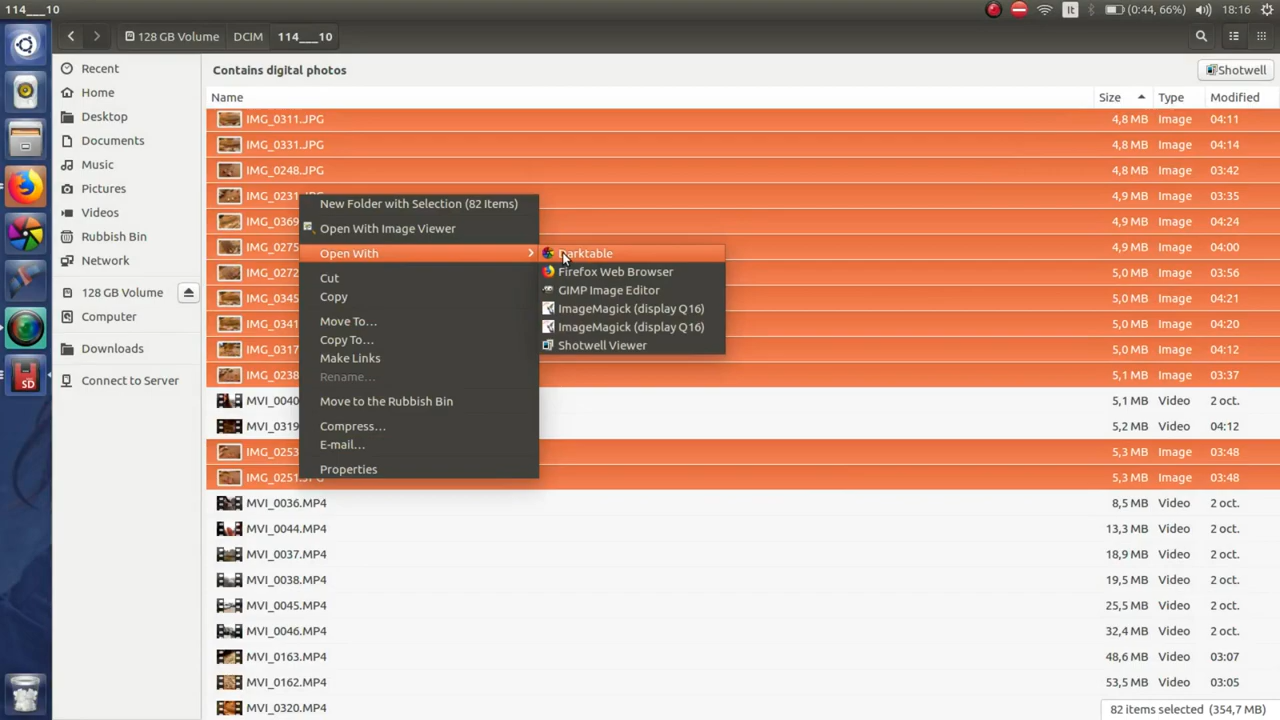 114___10
It
(0:44, 66%)
18:16
128 GB Volume
DCIM
114___10
Recent
Home
Desktop
Documents
Music
Pictures
Videos
Rubbish Bin
Network
128 GB Volume
Computer
Downloads
Connect to Server
Contains digital photos
Shotwell
Name Size Type Modified
IMG_0311.JPG 4,8 MB Image 04:11
IMG_0331.JPG 4,8 MB Image 04:14
IMG_0248.JPG 4,8 MB Image 03:42
IMG_0231.JPG 4,9 MB Image 03:35
IMG_0369 4,9 MB Image 04:24
IMG_0275 4,9 MB Image 04:00
IMG_0272 5,0 MB Image 03:56
IMG_0345 5,0 MB Image 04:21
IMG_0341 5,0 MB Image 04:20
IMG_0317 5,0 MB Image 04:12
IMG_0238 5,1 MB Image 03:37
MVI_0040 5,1 MB Video 2 oct.
MVI_0319 5,2 MB Video 04:12
IMG_0253 5,3 MB Image 03:48
IMG_0251.JPG 5,3 MB Image 03:48
MVI_0036.MP4 8,5 MB Video 2 oct.
MVI_0044.MP4 13,3 MB Video 2 oct.
MVI_0037.MP4 18,9 MB Video 2 oct.
MVI_0038.MP4 19,5 MB Video 2 oct.
MVI_0045.MP4 25,5 MB Video 2 oct.
MVI_0046.MP4 32,4 MB Video 2 oct.
MVI_0163.MP4 48,6 MB Video 03:07
MVI_0162.MP4 53,5 MB Video 03:05
MVI_0320.MP4
82 items selected (354,7 MB)
New Folder with Selection (82 Items)
Open With Image Viewer
Open With
Cut
Copy
Move To…
Copy To…
Make Links
Rename…
Move to the Rubbish Bin
Compress…
E-mail…
Properties
Darktable
Firefox Web Browser
GIMP Image Editor
ImageMagick (display Q16)
ImageMagick (display Q16)
Shotwell Viewer
SD